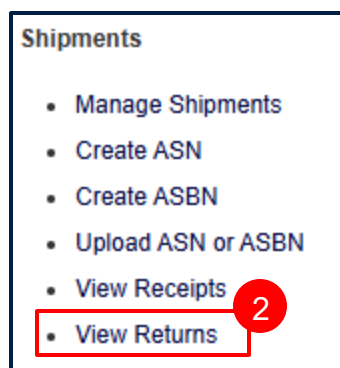 Shipments
• Manage Shipments
• Create ASN
• Create ASBN
• Upload ASN or ASBN
• View Receipts
2
• View Returns